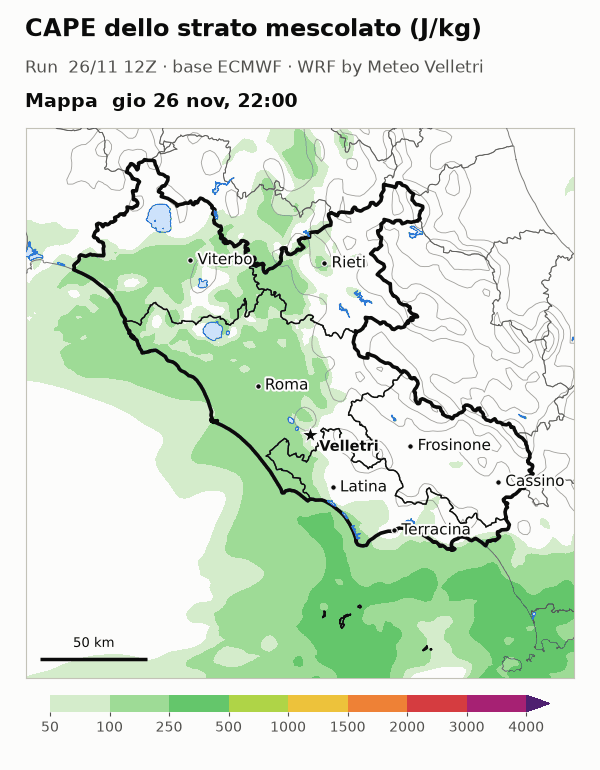 CAPE dello strato mescolato (J/kg)
Run  26/11 12Z · base ECMWF · WRF by Meteo Velletri
Mappa  gio 26 nov, 22:00
Viterbo
Rieti
Roma
Velletri
Frosinone
Cassino
Latina
Terracina
50 km
50 100 250 500 1000 1500 2000 3000 4000